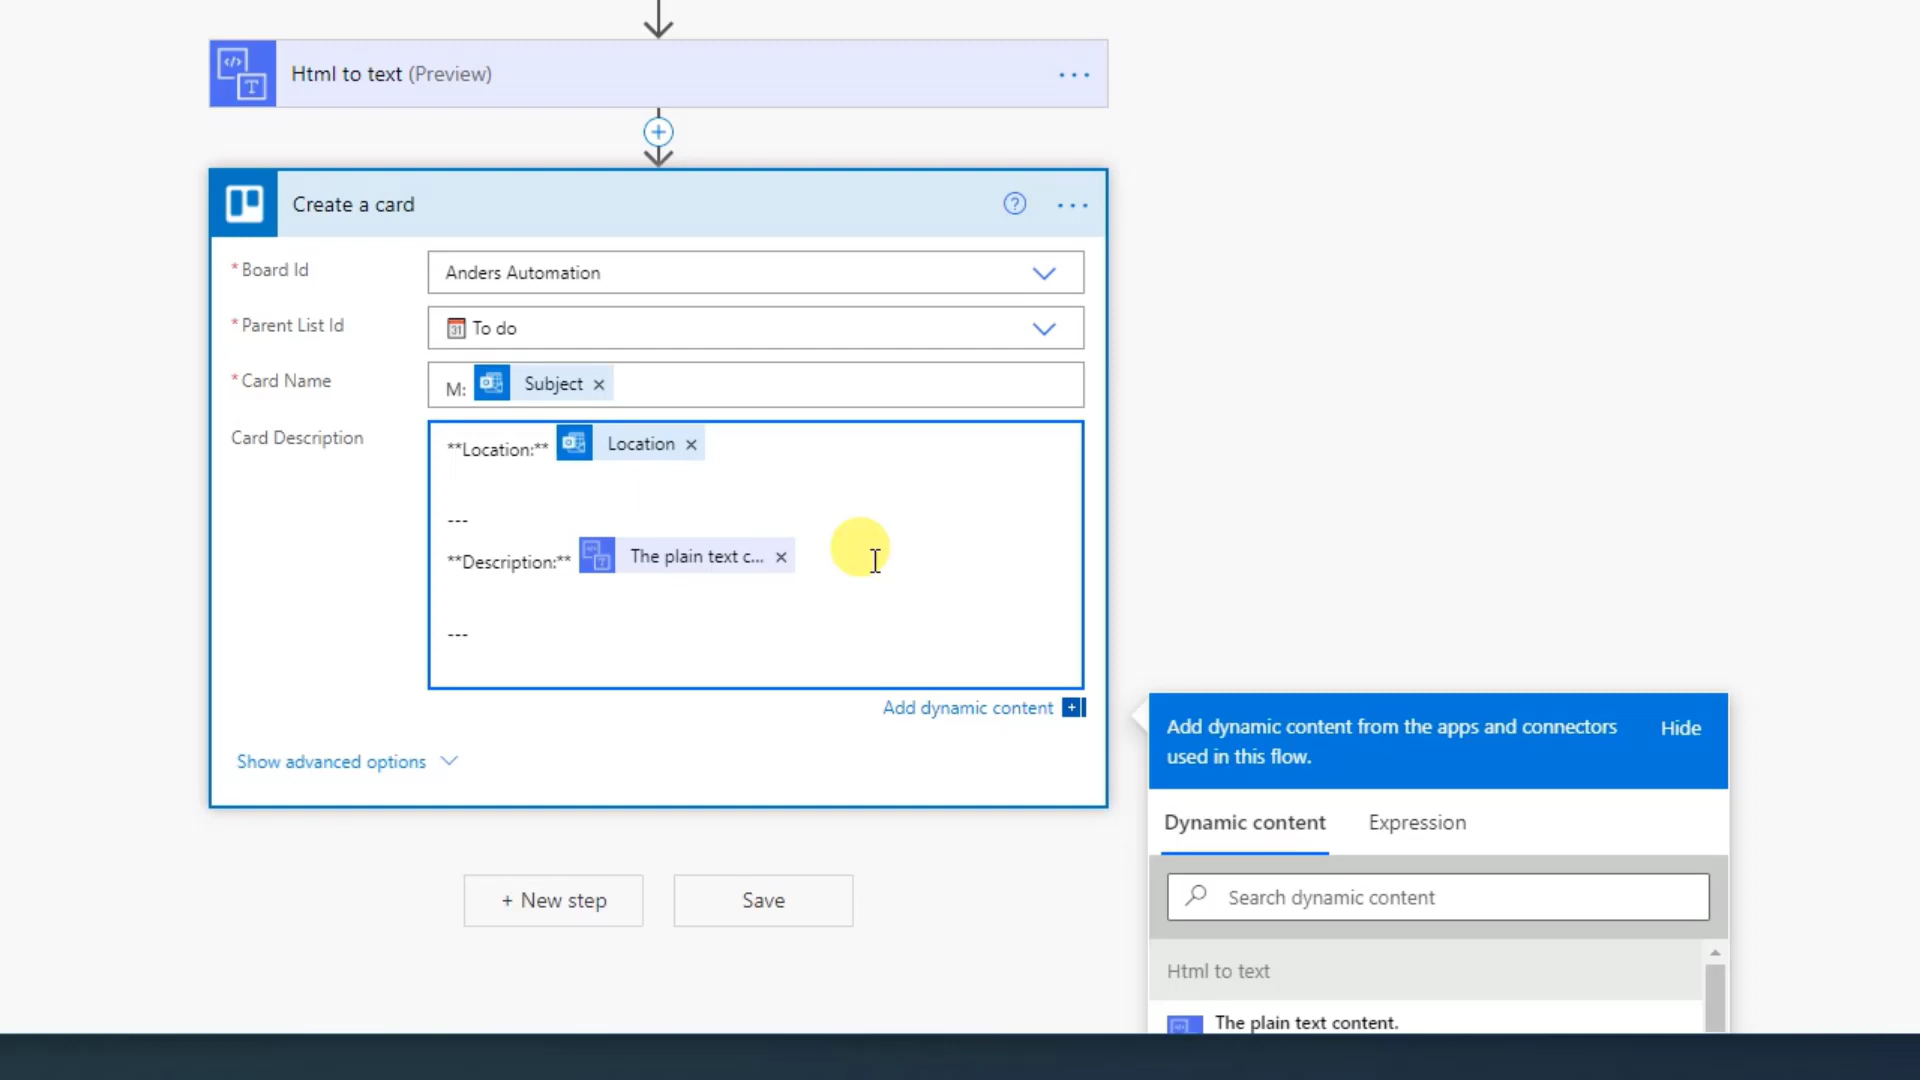 Html to text (Preview)
Create a card
* Board Id
Anders Automation
* Parent List Id
31 To do
* Card Name
M: Subject
Card Description
**Location:** Location
---
**Description:** The plain text c...
---
Add dynamic content
Show advanced options
+ New step
Save
Add dynamic content from the apps and connectors
used in this flow.
Hide
Dynamic content
Expression
Search dynamic content
Html to text
The plain text content.